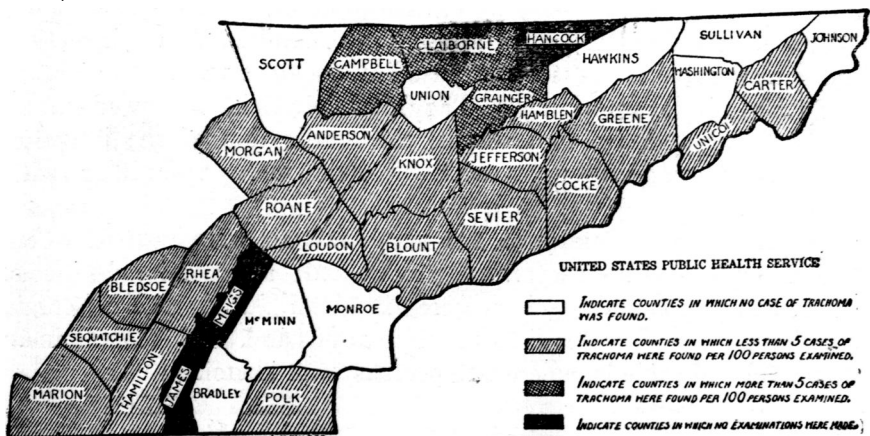 SULLIVAN
JOHNSON
HANCOCK
CLAIBORNE
HAWKINS
SCOTT
CAMPBELL
WASHINGTON
CARTER
UNION
GRAINGER
GREENE
HAMBLEN
UNICOI
ANDERSON
MORGAN
KNOX
JEFFERSON
COCKE
ROANE
SEVIER
LOUDON
BLOUNT
RHEA
BLEDSOE
MEIGS
McMINN
MONROE
SEQUATCHIE
HAMILTON
JAMES
BRADLEY
POLK
MARION
UNITED STATES PUBLIC HEALTH SERVICE
INDICATE COUNTIES IN WHICH NO CASE OF TRACHOMA
WAS FOUND.
INDICATE COUNTIES IN WHICH LESS THAN 5 CASES OF
TRACHOMA WERE FOUND PER 100 PERSONS EXAMINED.
INDICATE COUNTIES IN WHICH MORE THAN 5 CASES OF
TRACHOMA WERE FOUND PER 100 PERSONS EXAMINED.
INDICATE COUNTIES IN WHICH NO EXAMINATIONS WERE MADE.